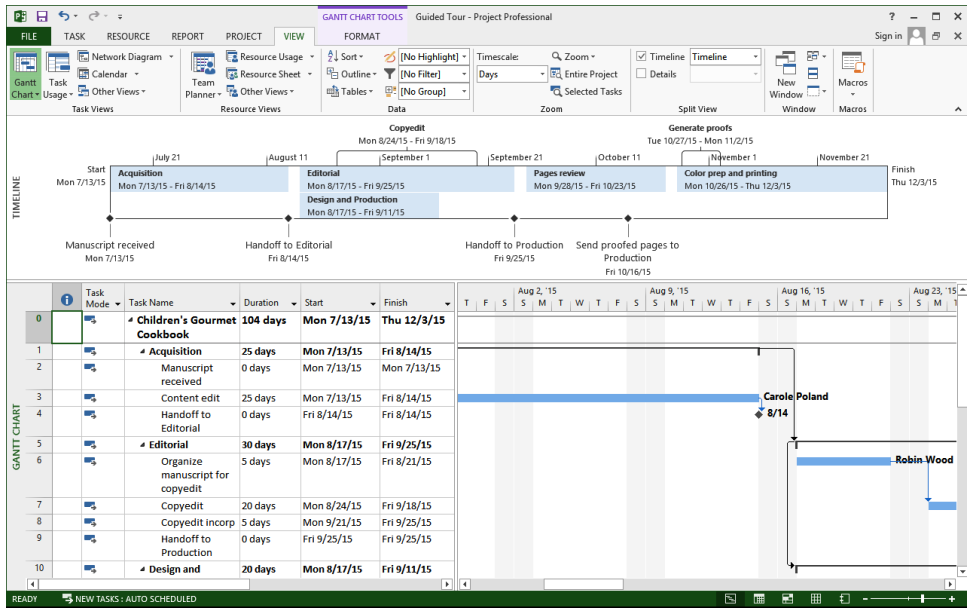 GANTT CHART TOOLS Guided Tour - Project Professional
FILE TASK RESOURCE REPORT PROJECT VIEW FORMAT Sign in
Gantt Chart
Task Usage
Network Diagram
Calendar
Other Views
Task Views
Team Planner
Resource Usage
Resource Sheet
Other Views
Resource Views
Sort
Outline
Tables
[No Highlight]
[No Filter]
[No Group]
Data
Timescale:
Days
Zoom
Entire Project
Selected Tasks
Zoom
Timeline Timeline
Details
Split View
New Window
Window
Macros
Macros
TIMELINE
Copyedit
Mon 8/24/15 - Fri 9/18/15
Generate proofs
Tue 10/27/15 - Mon 11/2/15
July 21 August 11 September 1 September 21 October 11 November 1 November 21
Start
Mon 7/13/15
Acquisition
Mon 7/13/15 - Fri 8/14/15
Editorial
Mon 8/17/15 - Fri 9/25/15
Pages review
Mon 9/28/15 - Fri 10/23/15
Color prep and printing
Mon 10/26/15 - Thu 12/3/15
Finish
Thu 12/3/15
Design and Production
Mon 8/17/15 - Fri 9/11/15
Manuscript received
Mon 7/13/15
Handoff to Editorial
Fri 8/14/15
Handoff to Production
Fri 9/25/15
Send proofed pages to
Production
Fri 10/16/15
GANTT CHART
Task Mode Task Name Duration Start Finish
Aug 2, '15 Aug 9, '15 Aug 16, '15 Aug 23, '15
T F S S M T W T F S S M T W T F S S M T W T F S S M T
0 Children's Gourmet Cookbook 104 days Mon 7/13/15 Thu 12/3/15
1 Acquisition 25 days Mon 7/13/15 Fri 8/14/15
2 Manuscript received 0 days Mon 7/13/15 Mon 7/13/15
3 Content edit 25 days Mon 7/13/15 Fri 8/14/15
Carole Poland
4 Handoff to Editorial 0 days Fri 8/14/15 Fri 8/14/15
8/14
5 Editorial 30 days Mon 8/17/15 Fri 9/25/15
6 Organize manuscript for copyedit 5 days Mon 8/17/15 Fri 8/21/15
Robin Wood
7 Copyedit 20 days Mon 8/24/15 Fri 9/18/15
8 Copyedit incorp 5 days Mon 9/21/15 Fri 9/25/15
9 Handoff to Production 0 days Fri 9/25/15 Fri 9/25/15
10 Design and 20 days Mon 8/17/15 Fri 9/11/15
READY NEW TASKS : AUTO SCHEDULED